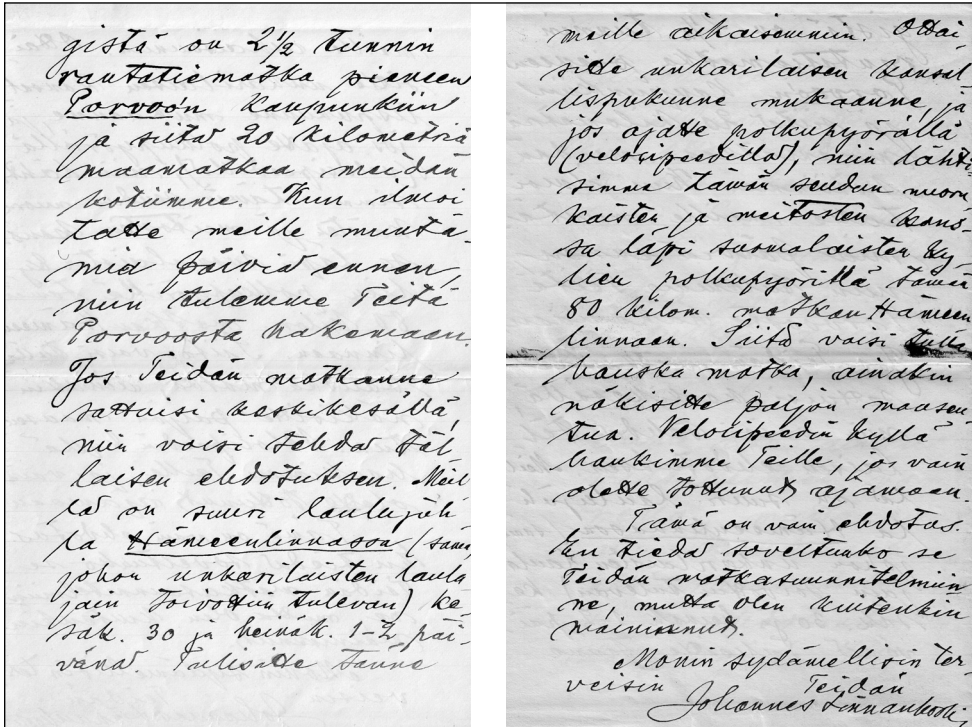 gistä on 2½ tunnin
rantatiematka pieneen
Porvoon kaupunkiin
ja siitä 20 kilometriä
maamatkaa meidän
kotiimme. Kun ilmoi
tatte meille muuta-
mia päiviä ennen,
niin tulemme Teitä
Porvoosta hakemaan.
Jos Teidän matkanne
sattuisi keskikesällä,
niin voisi tehdä täl-
laisen ehdotuksen. Meil
lä on suuri laulujuh
la Hämeenlinnassa (sama,
johon unkarilaisten laula
jain toivottiin tulevan) ke-
säk. 30 ja heinäk. 1-2 päi-
vänä. Tulisitte tänne
meille aikaisemmin. Ottai
sitte unkarilaisen kansal
lispukunne mukaanne, ja
jos ajatte polkupyörällä
(velosipeedillä), niin lähti
simme tämän seudun nuoru
kaisten ja neitosten kans-
sa läpi suomalaisten ky-
lien polkupyörillä tämän
80 kilom. matkan Hämeen
linnaan. Siitä voisi tulla
hauska matka, ainakin
näkisitte paljon maaseu
tua. Velosipeedin kyllä
hankimme Teille, jos vain
olette tottunut ajamaan.
Tämä on vain ehdotus.
En tiedä soveltuuko se
Teidän matkasuunnitelmiin
ne, mutta olen kuitenkin
maininnut.
Monin sydämellisin ter
veisin Teidän
Johannes Linnankoski